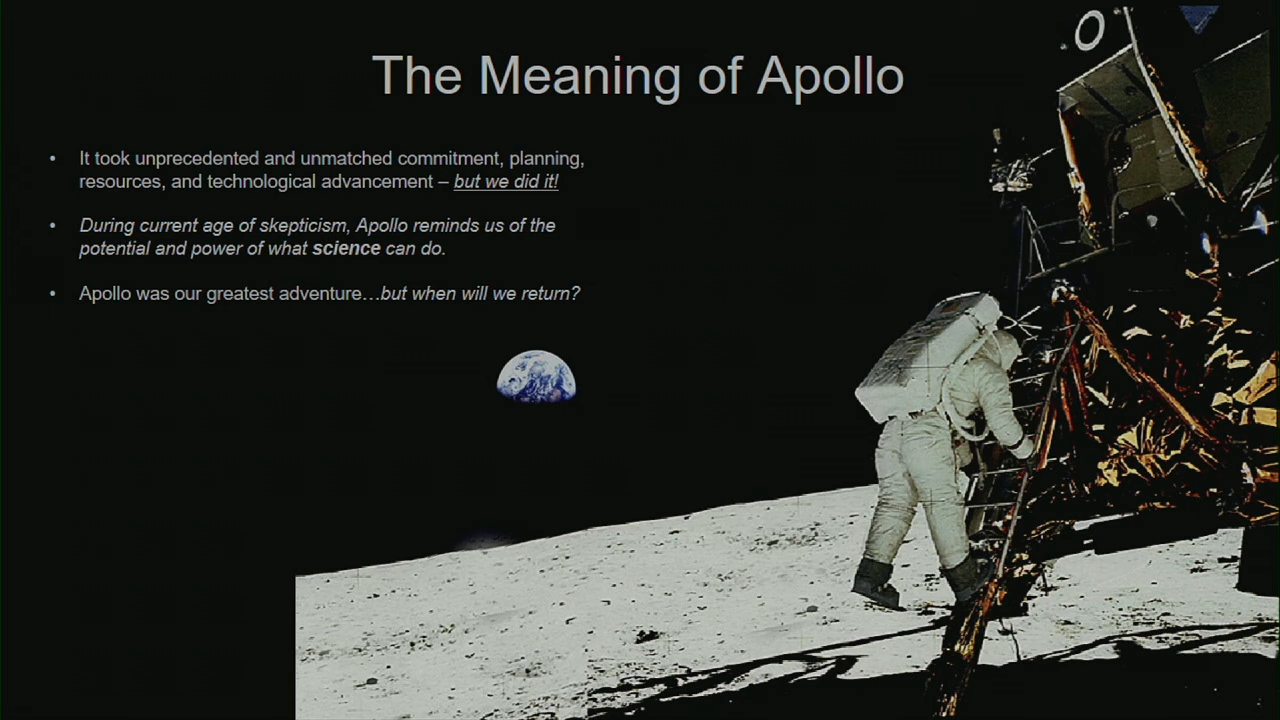 The Meaning of Apollo
• It took unprecedented and unmatched commitment, planning,
resources, and technological advancement – but we did it!
• During current age of skepticism, Apollo reminds us of the
potential and power of what science can do.
• Apollo was our greatest adventure…but when will we return?